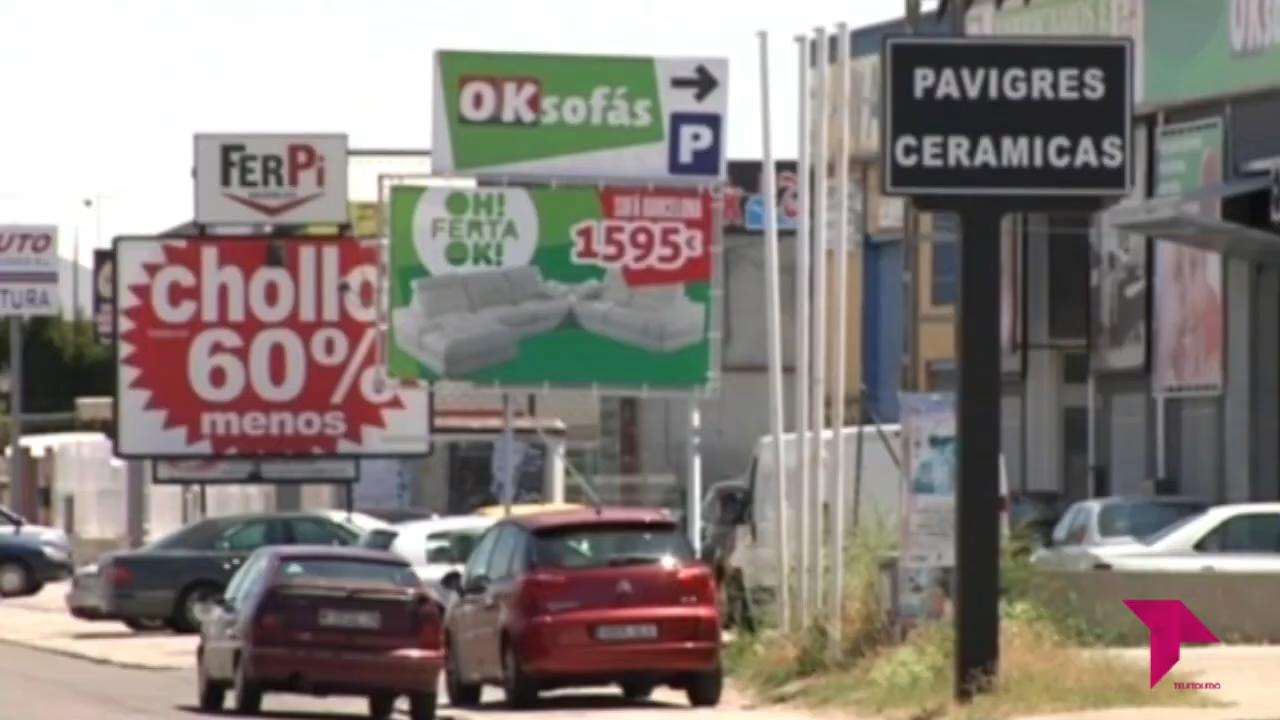 OKsofás
P
PAVIGRES
CERAMICAS
FERPi
OH!
FERTA
OK!
1595€
UTO
TURA
chollo
60%
menos
TELETOLEDO